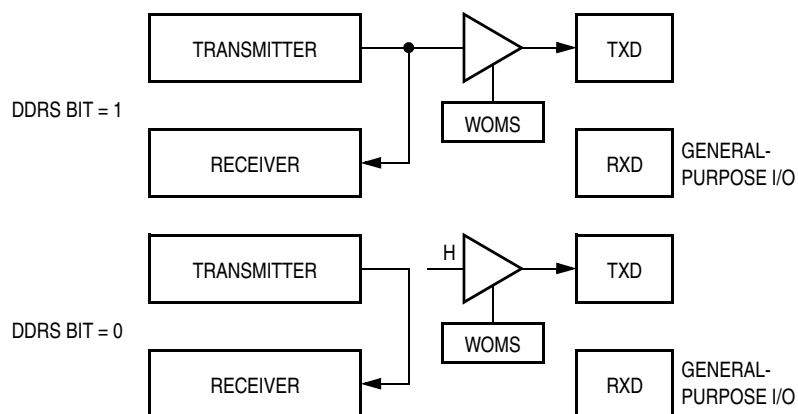 TRANSMITTER
TXD
DDRS BIT = 1
WOMS
RECEIVER
RXD
GENERAL-
PURPOSE I/O
TRANSMITTER
H
TXD
DDRS BIT = 0
WOMS
RECEIVER
RXD
GENERAL-
PURPOSE I/O